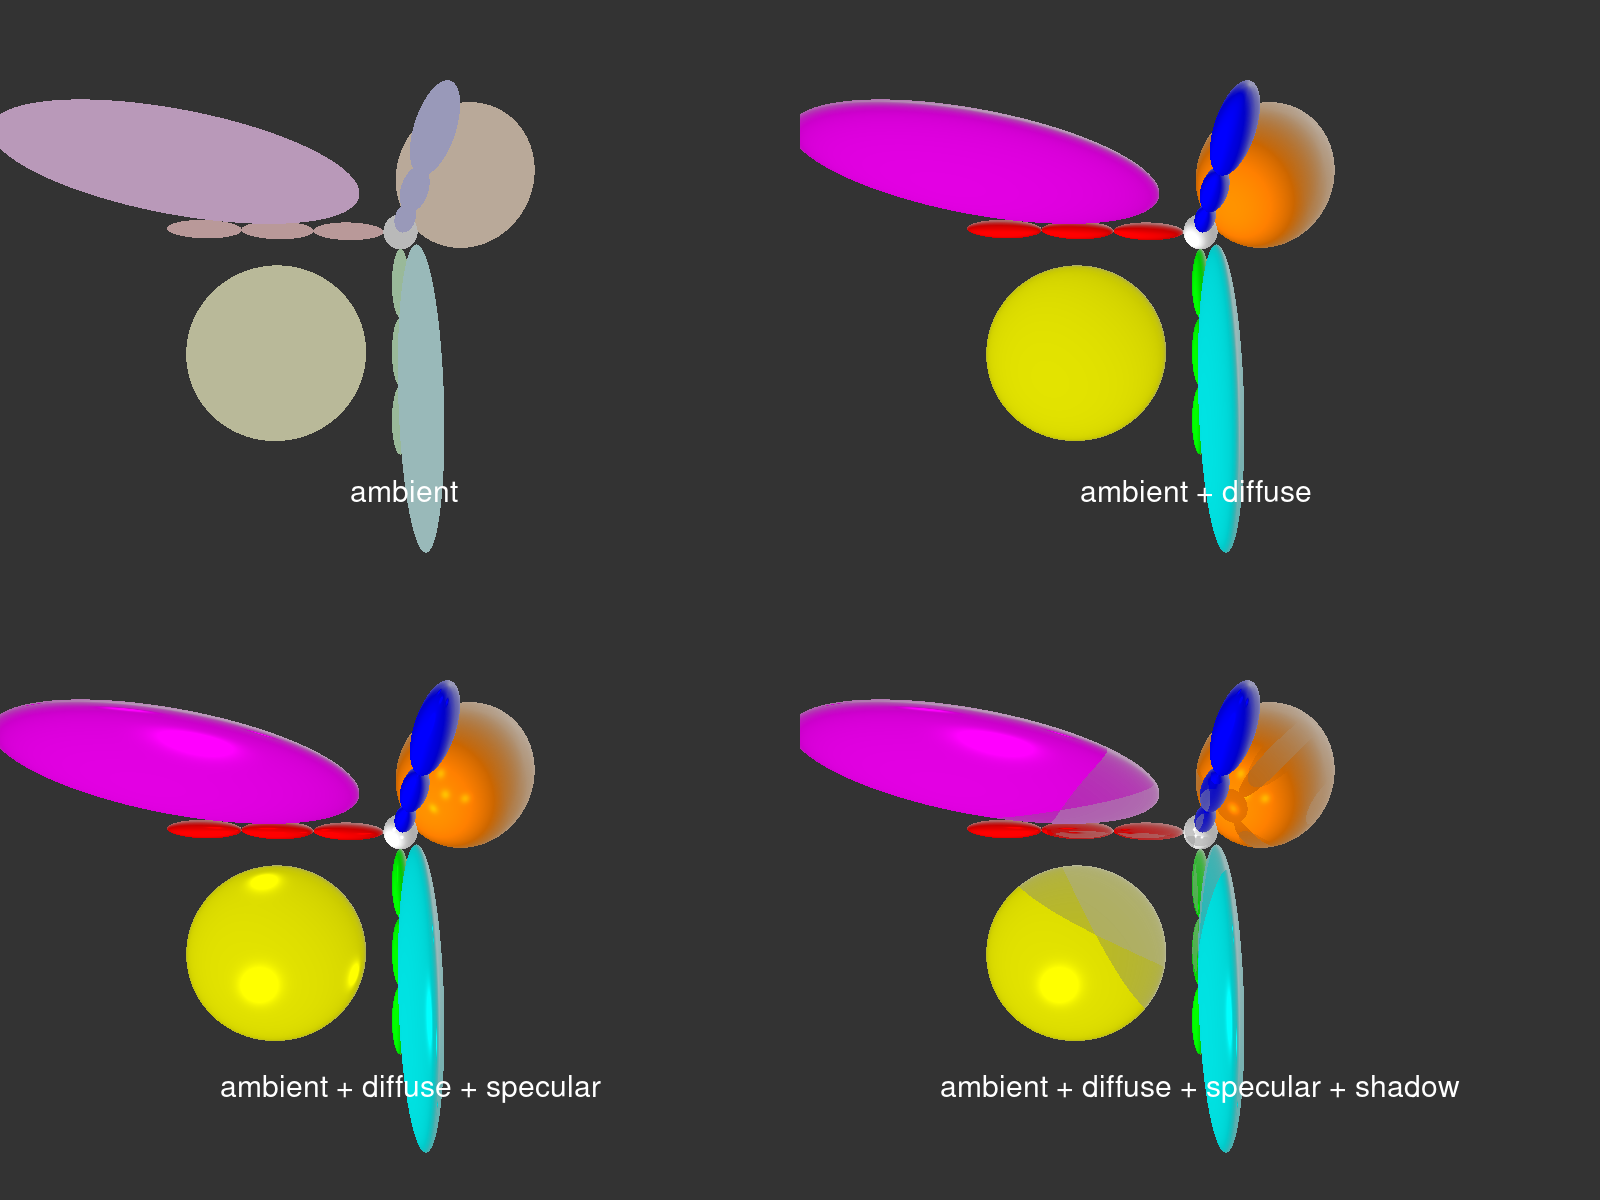 ambient
ambient + diffuse
ambient + diffuse + specular
ambient + diffuse + specular + shadow